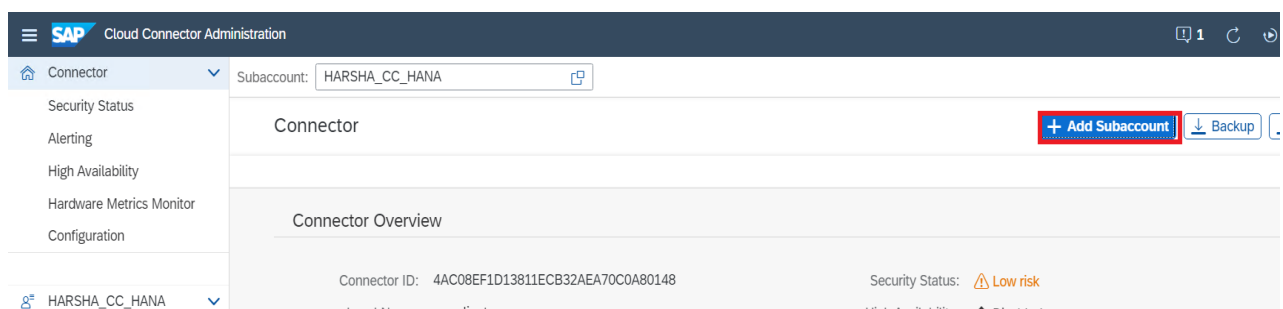 SAP Cloud Connector Administration 1
Connector
Subaccount: HARSHA_CC_HANA
Security Status
Connector
+ Add Subaccount Backup
Alerting
High Availability
Hardware Metrics Monitor
Connector Overview
Configuration
Connector ID: 4AC08EF1D13811ECB32AEA70C0A80148 Security Status: Low risk
HARSHA_CC_HANA